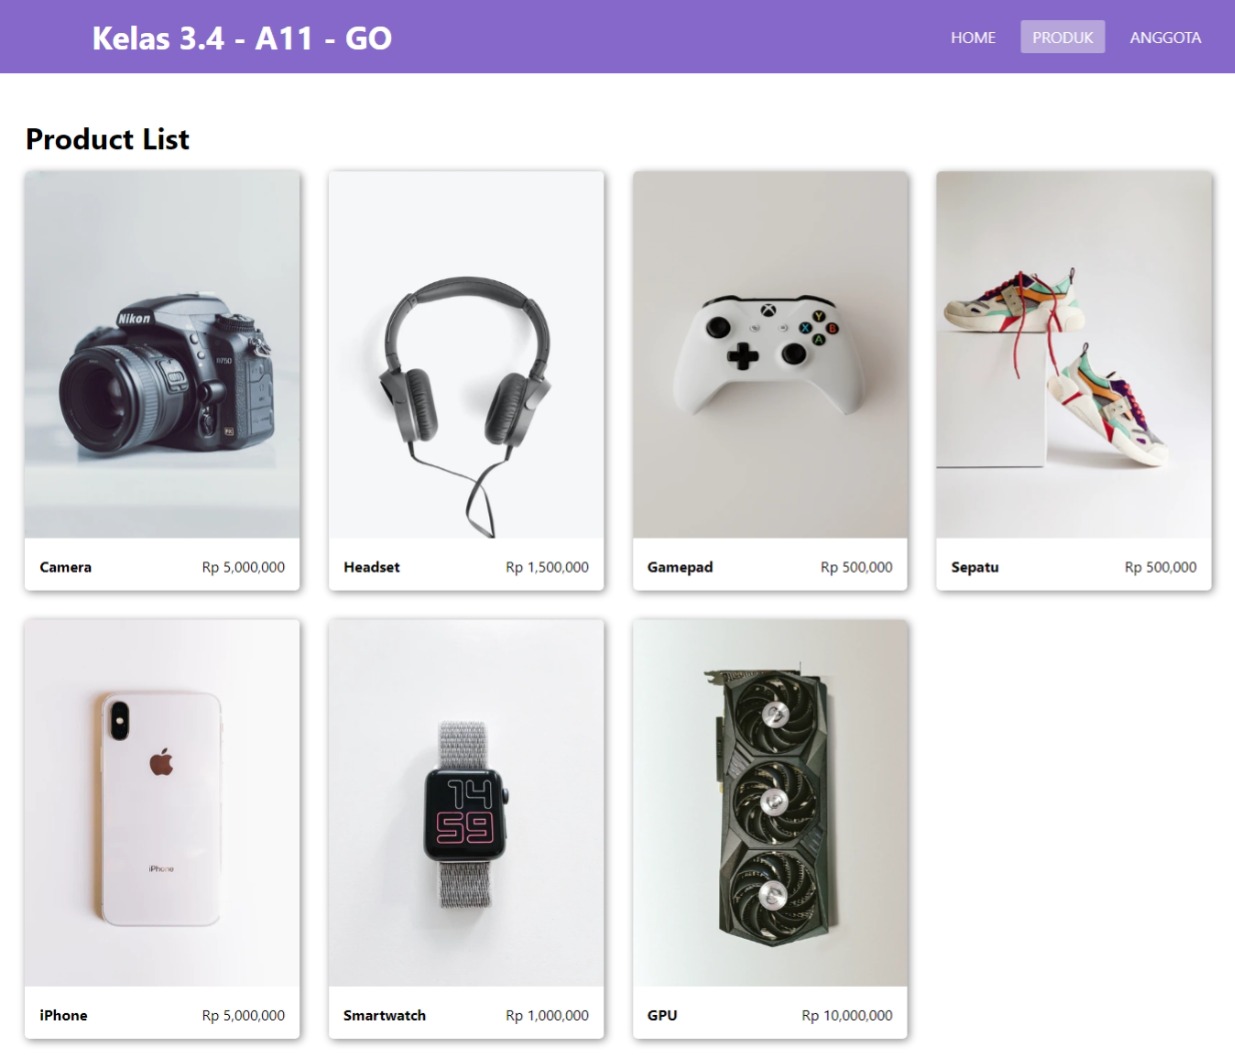 Kelas 3.4 - A11 - GO
HOME PRODUK ANGGOTA
Product List
Nikon
D750
FX
Camera Rp 5,000,000
Headset Rp 1,500,000
Y
X B
A
Gamepad Rp 500,000
Sepatu Rp 500,000
iPhone
iPhone Rp 5,000,000
14
59
Smartwatch Rp 1,000,000
GPU Rp 10,000,000